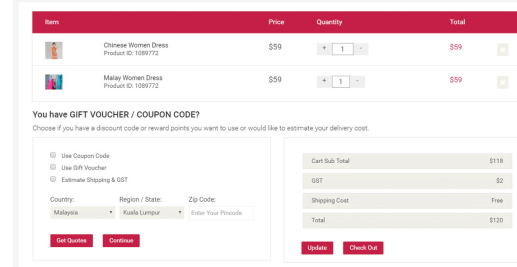 Item Price Quantity Total
Chinese Women Dress
Product ID: 1089772
$59 + 1 - $59
Malay Women Dress
Product ID: 1089772
$59 + 1 - $59
You have GIFT VOUCHER / COUPON CODE?
Choose if you have a discount code or reward points you want to use or would like to estimate your delivery cost.
Use Coupon Code
Use Gift Voucher
Estimate Shipping & GST
Country: Region / State: Zip Code:
Malaysia Kuala Lumpur Enter Your Pincode
Get Quotes Continue
Cart Sub Total $118
GST $2
Shipping Cost Free
Total $120
Update Check Out